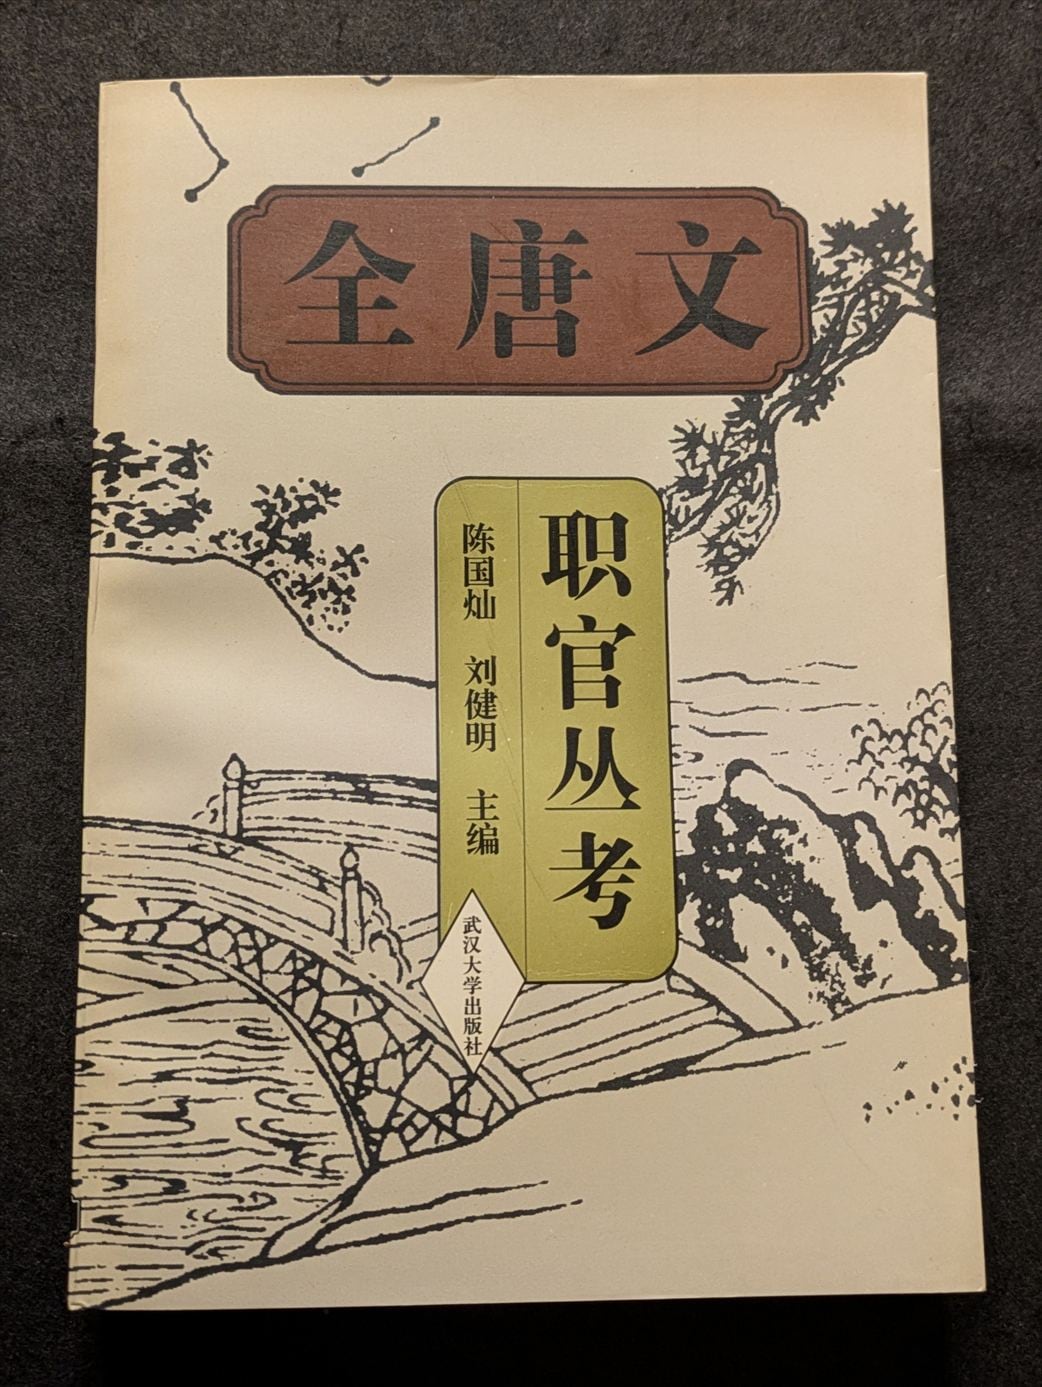 全唐文
职官丛考
陈国灿 刘健明 主编
武汉大学出版社